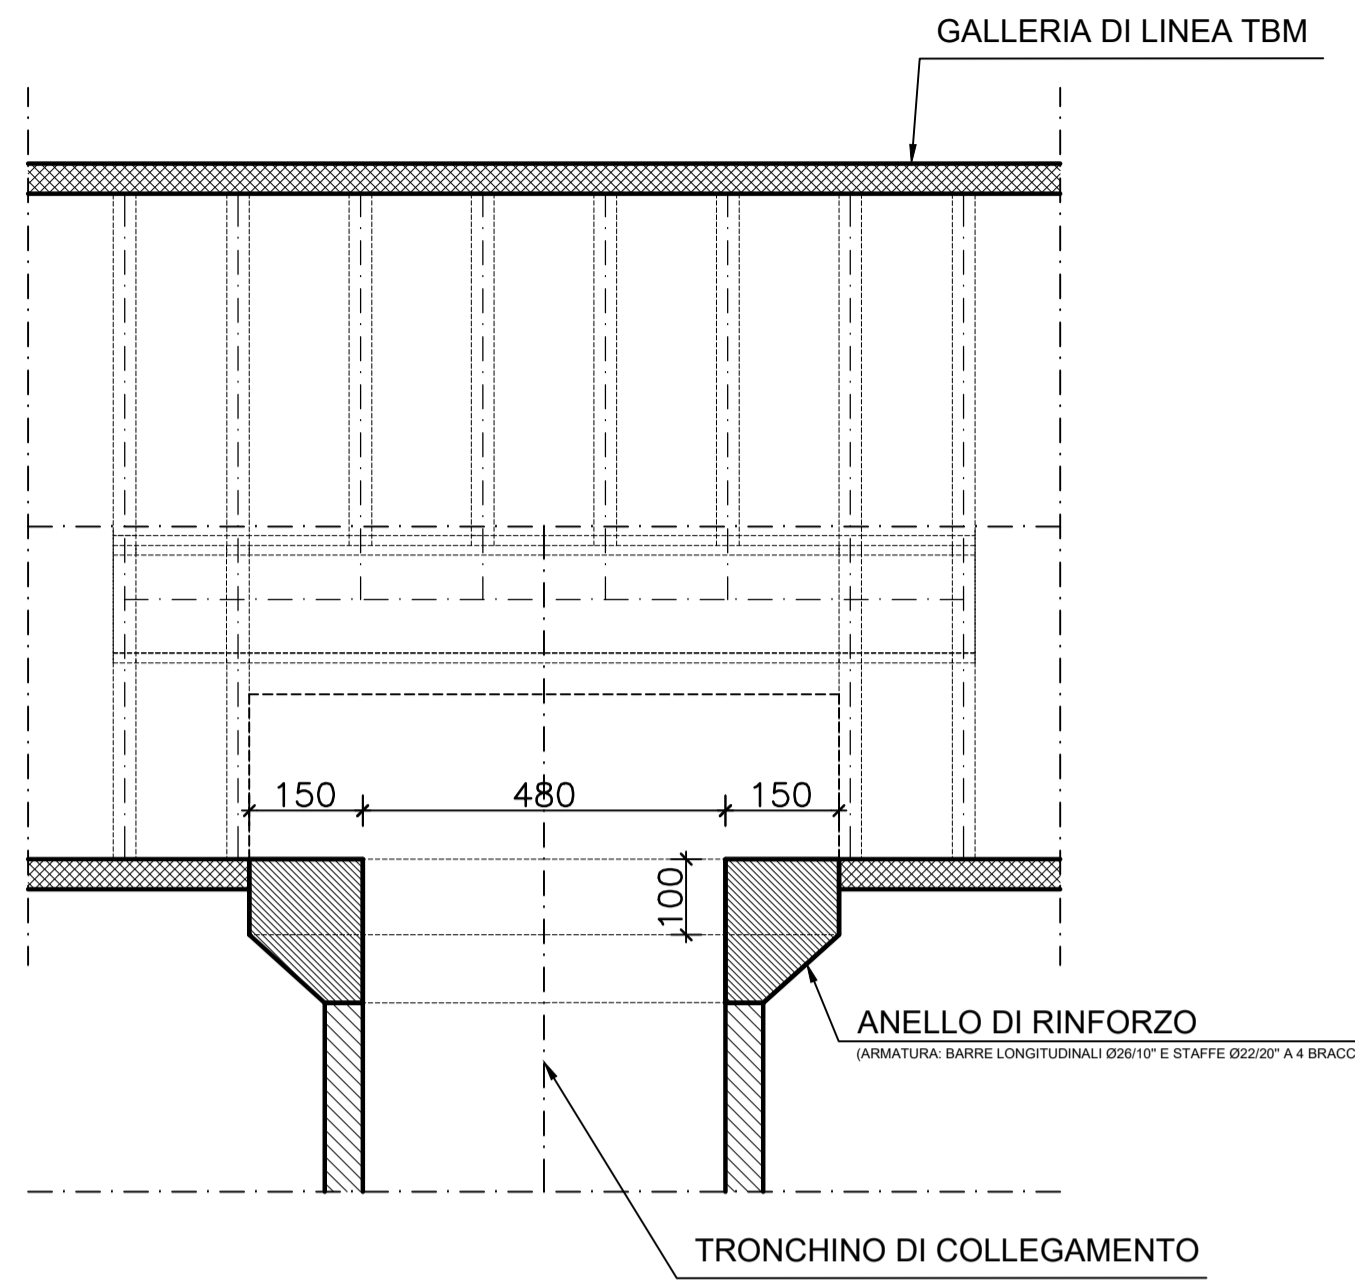 GALLERIA DI LINEA TBM
150 480 150
100
ANELLO DI RINFORZO
(ARMATURA: BARRE LONGITUDINALI Ø26/10" E STAFFE Ø22/20" A 4 BRACC
TRONCHINO DI COLLEGAMENTO